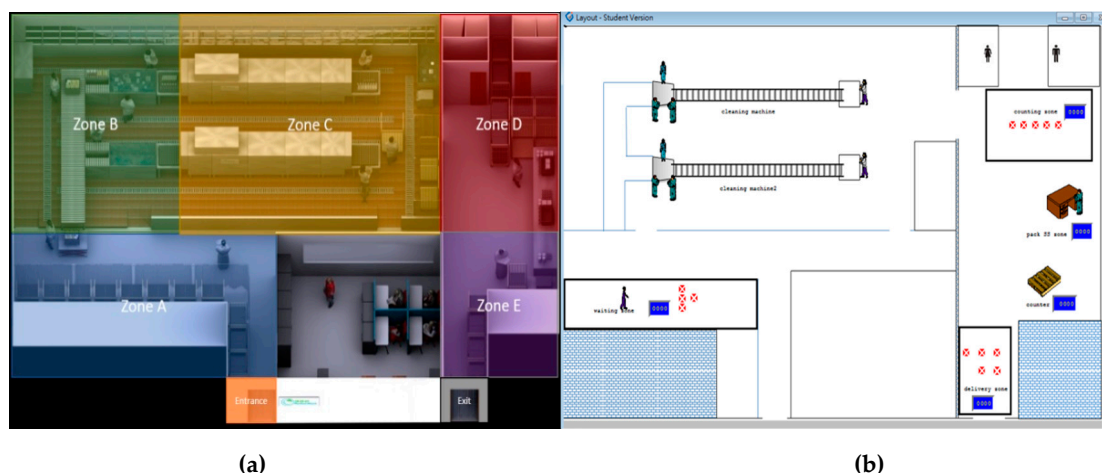 Layout - Student Version
Zone B
Zone C
Zone D
Zone A
Zone E
Entrance
Exit
cleaning machine
cleaning machine2
counting zone
0000
pack SS zone
0000
counter
0000
waiting zone
0000
delivery zone
0000
(a)
(b)